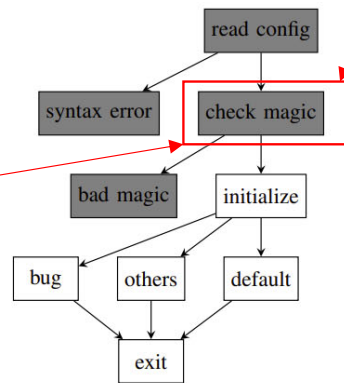 read config
syntax error
check magic
bad magic
initialize
bug
others
default
exit